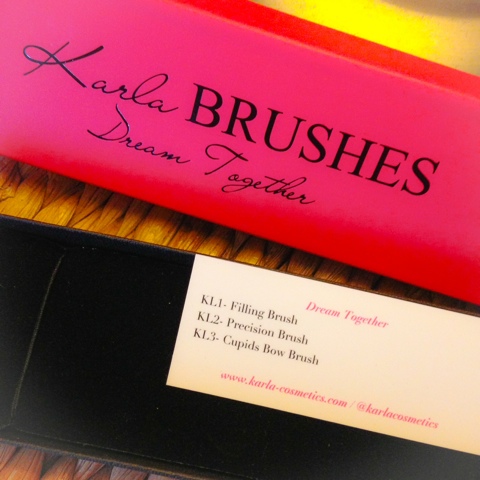 Karla BRUSHES
Dream Together
Dream Together
KL1- Filling Brush
KL2- Precision Brush
KL3- Cupids Bow Brush
www.karla-cosmetics.com / @karlacosmetics